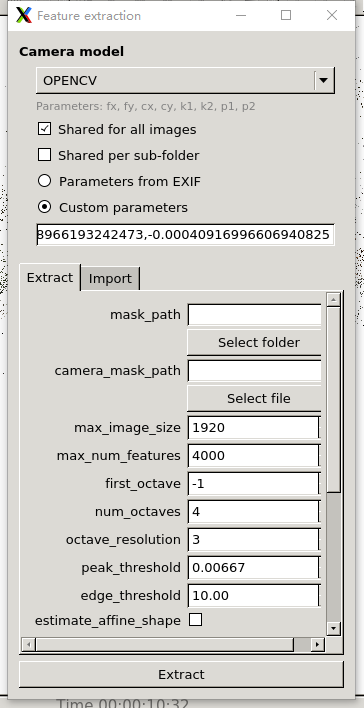 Feature extraction
Camera model
OPENCV
Parameters: fx, fy, cx, cy, k1, k2, p1, p2
Shared for all images
Shared per sub-folder
Parameters from EXIF
Custom parameters
8966193242473,-0.00040916996606940825
Extract Import
mask_path
Select folder
camera_mask_path
Select file
max_image_size 1920
max_num_features 4000
first_octave -1
num_octaves 4
octave_resolution 3
peak_threshold 0.00667
edge_threshold 10.00
estimate_affine_shape
Extract
Time 00:00:10:32